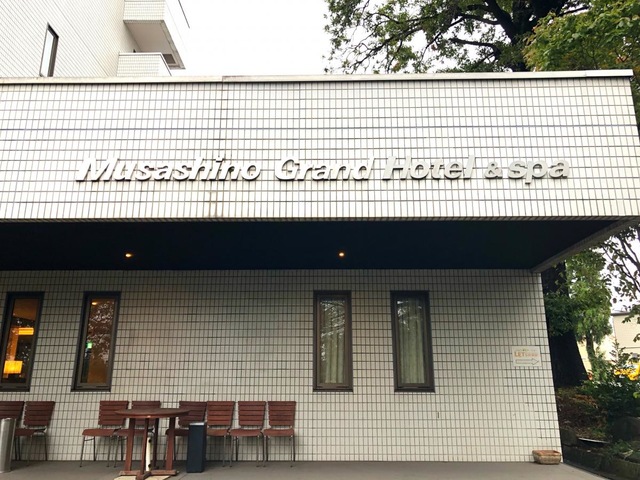 Musashino Grand Hotel & spa